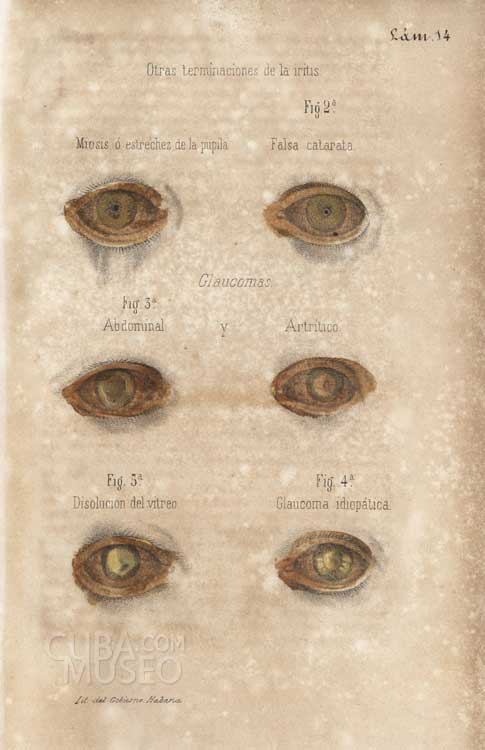 Lám. 14
Otras terminaciones de la iritis
Fig 2ª
Miosis ó estrechez de la pupila
Falsa catarata
Glaucomas
Fig. 3ª
Abdominal y Artrítico
Fig. 5ª
Fig. 4ª
Disolucion del vitreo
Glaucoma idiopática
CUBA.COM
MUSEO
Lit. del Gobierno. Habana